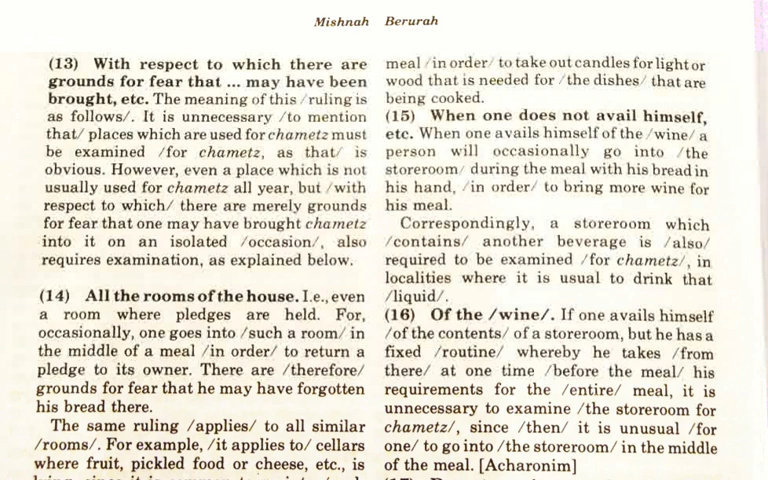 Mishnah Berurah
(13) With respect to which there are
grounds for fear that ... may have been
brought, etc. The meaning of this /ruling is
as follows/. It is unnecessary /to mention
that/ places which are used for chametz must
be examined /for chametz, as that/ is
obvious. However, even a place which is not
usually used for chametz all year, but /with
respect to which/ there are merely grounds
for fear that one may have brought chametz
into it on an isolated /occasion/, also
requires examination, as explained below.
(14) All the rooms of the house. I.e., even
a room where pledges are held. For,
occasionally, one goes into /such a room/ in
the middle of a meal /in order/ to return a
pledge to its owner. There are /therefore/
grounds for fear that he may have forgotten
his bread there.
The same ruling /applies/ to all similar
/rooms/. For example, /it applies to/ cellars
where fruit, pickled food or cheese, etc., is
meal /in order/ to take out candles for light or
wood that is needed for /the dishes/ that are
being cooked.
(15) When one does not avail himself,
etc. When one avails himself of the /wine/ a
person will occasionally go into /the
storeroom/ during the meal with his bread in
his hand, /in order/ to bring more wine for
his meal.
Correspondingly, a storeroom which
/contains/ another beverage is /also/
required to be examined /for chametz/, in
localities where it is usual to drink that
/liquid/.
(16) Of the /wine/. If one avails himself
/of the contents/ of a storeroom, but he has a
fixed /routine/ whereby he takes /from
there/ at one time /before the meal/ his
requirements for the /entire/ meal, it is
unnecessary to examine /the storeroom for
chametz/, since /then/ it is unusual /for
one/ to go into /the storeroom/ in the middle
of the meal. [Acharonim]